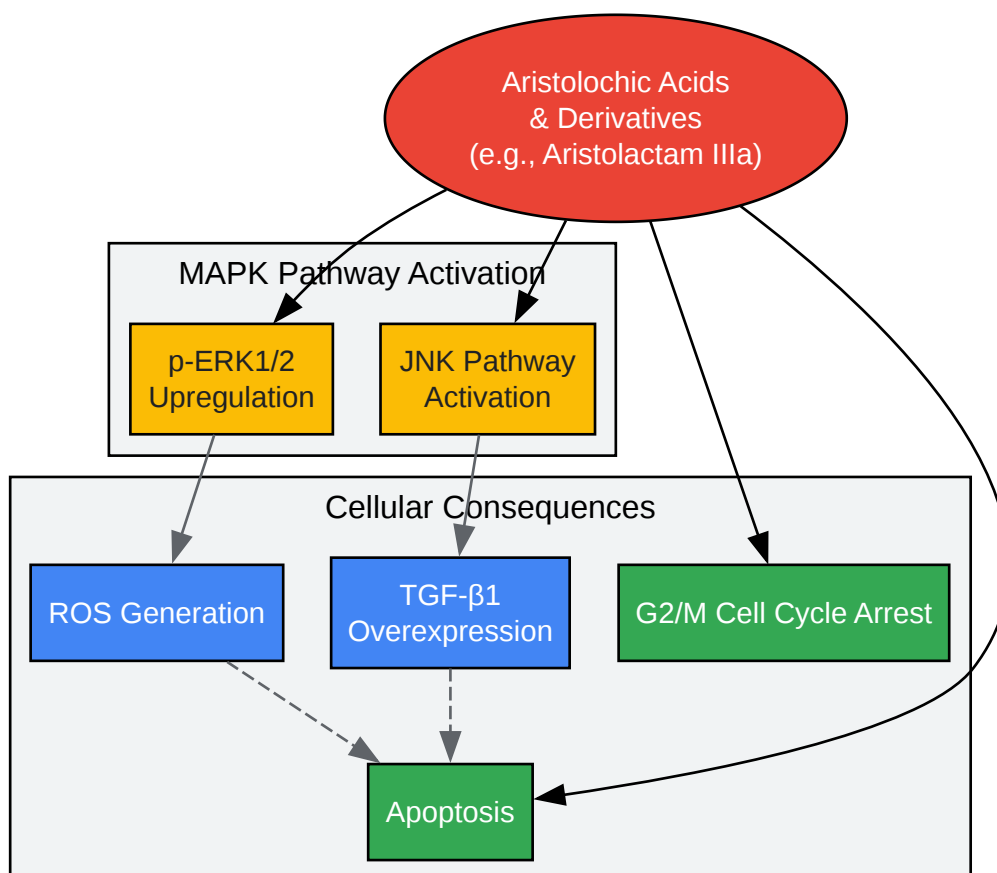 Aristolochic Acids
& Derivatives
(e.g., Aristolactam IIIa)
MAPK Pathway Activation
p-ERK1/2
Upregulation
JNK Pathway
Activation
Cellular Consequences
ROS Generation
TGF-β1
Overexpression
G2/M Cell Cycle Arrest
Apoptosis